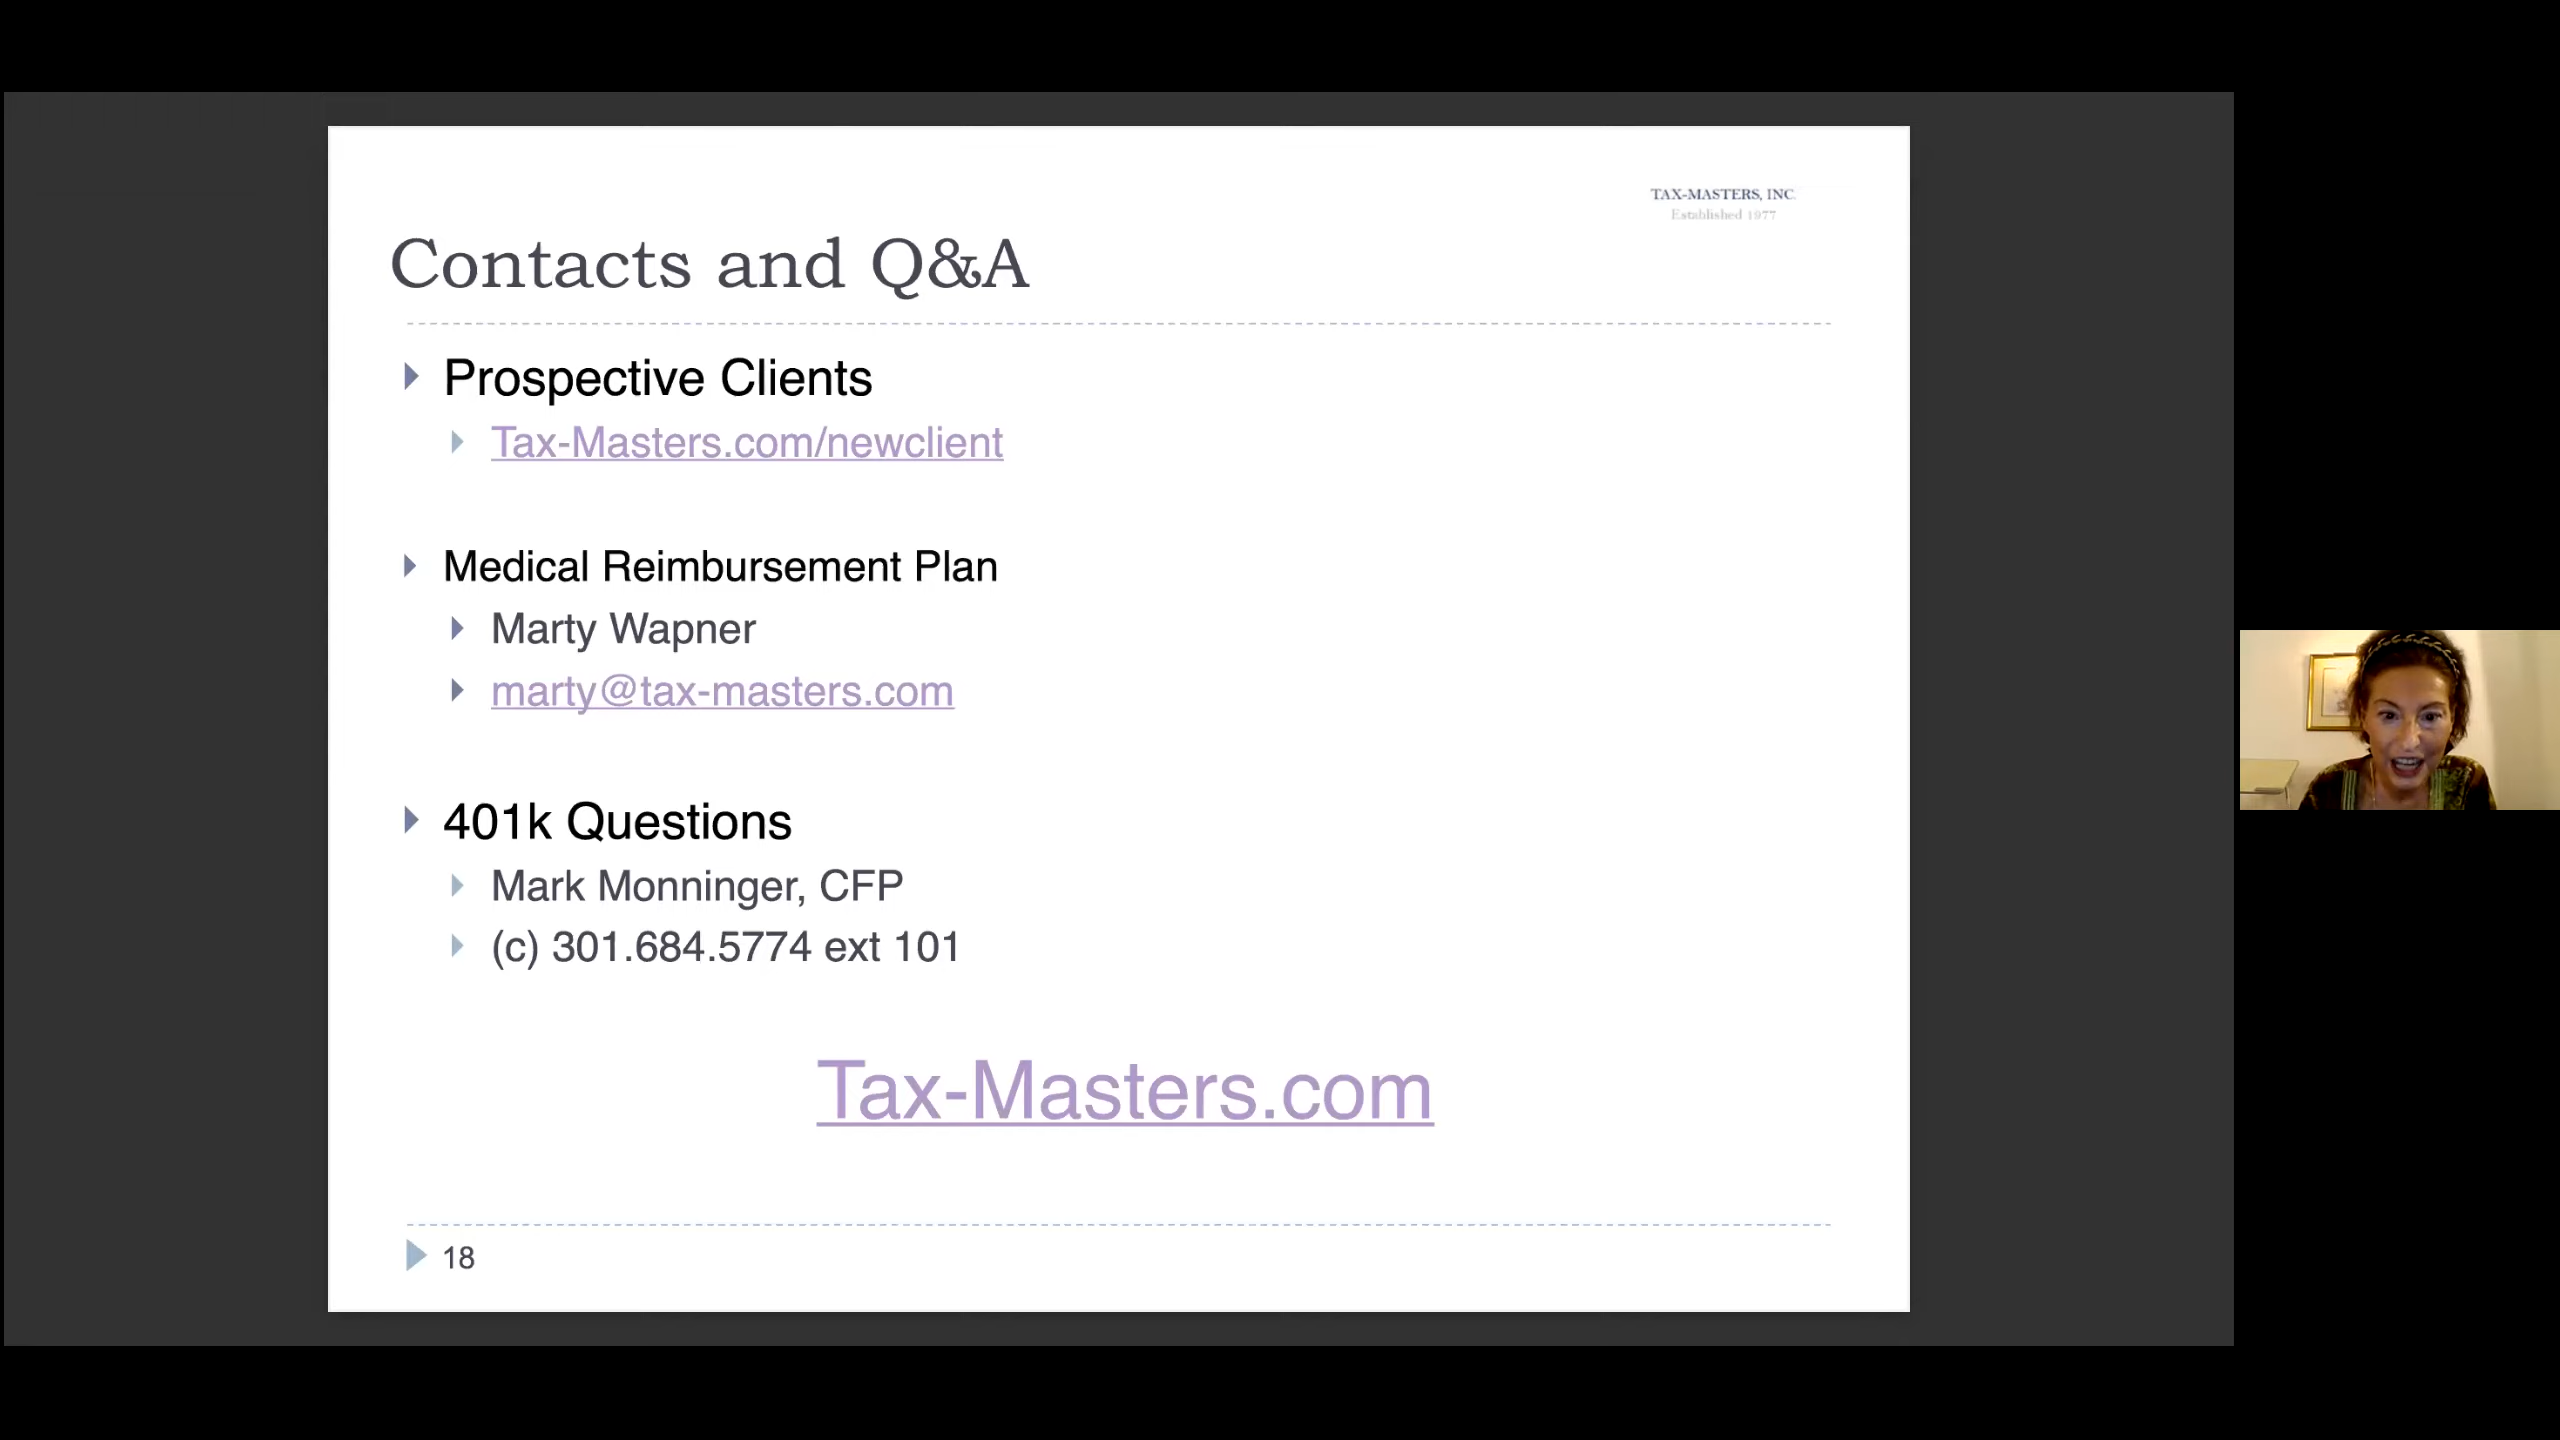 TAX-MASTERS, INC.
Established 1977
Contacts and Q&A
Prospective Clients
Tax-Masters.com/newclient
Medical Reimbursement Plan
Marty Wapner
marty@tax-masters.com
401k Questions
Mark Monninger, CFP
(c) 301.684.5774 ext 101
Tax-Masters.com
18